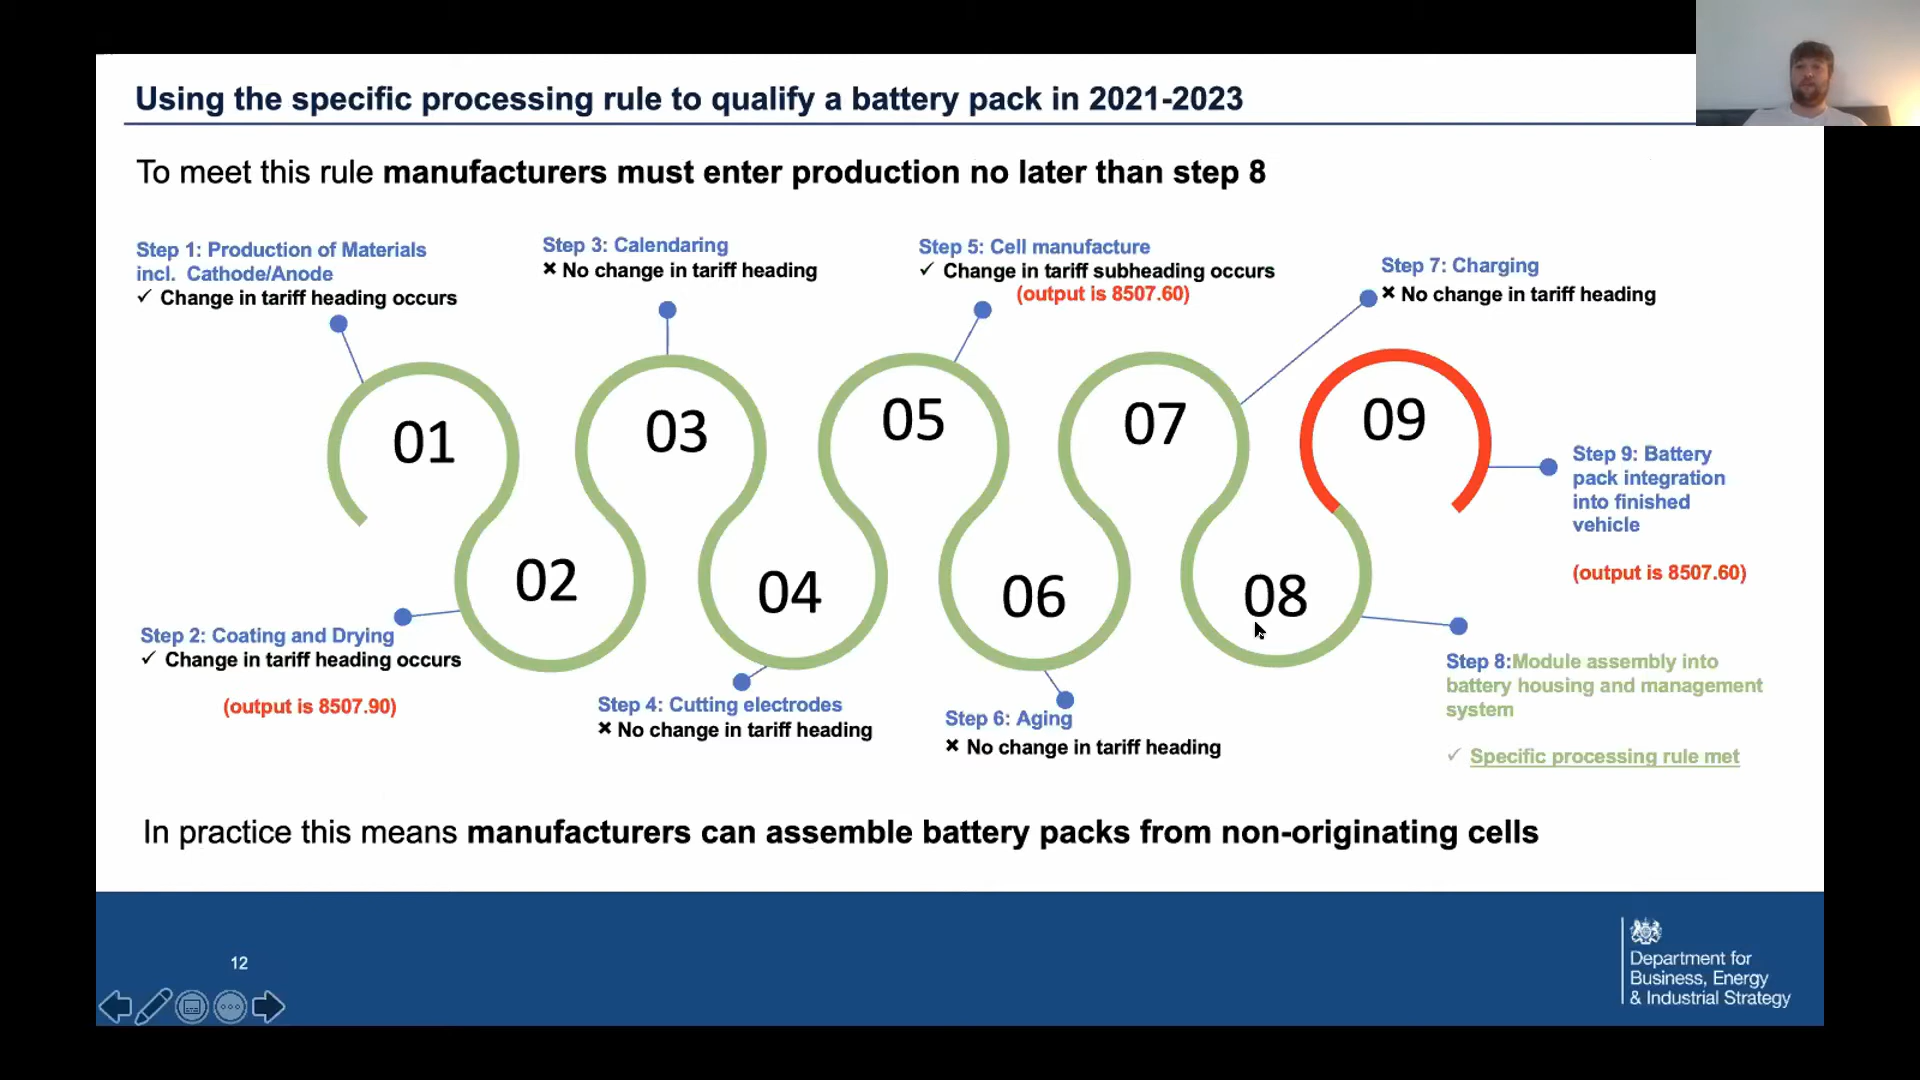 Using the specific processing rule to qualify a battery pack in 2021-2023
To meet this rule manufacturers must enter production no later than step 8
Step 1: Production of Materials
incl. Cathode/Anode
✓ Change in tariff heading occurs
Step 3: Calendaring
✖ No change in tariff heading
Step 5: Cell manufacture
✓ Change in tariff subheading occurs
(output is 8507.60)
Step 7: Charging
✖ No change in tariff heading
01
03
05
07
09
Step 9: Battery
pack integration
into finished
vehicle
(output is 8507.60)
02
04
06
08
Step 2: Coating and Drying
✓ Change in tariff heading occurs
(output is 8507.90)
Step 4: Cutting electrodes
✖ No change in tariff heading
Step 6: Aging
✖ No change in tariff heading
Step 8:Module assembly into
battery housing and management
system
✓ Specific processing rule met
In practice this means manufacturers can assemble battery packs from non-originating cells
12
Department for
Business, Energy
& Industrial Strategy